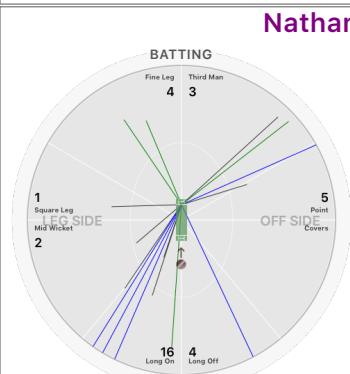 Nathan
BATTING
Fine Leg
Third Man
4
3
1
Square Leg
5
Point
LEG SIDE
OFF SIDE
Mid Wicket
Covers
2
16
4
Long On
Long Off